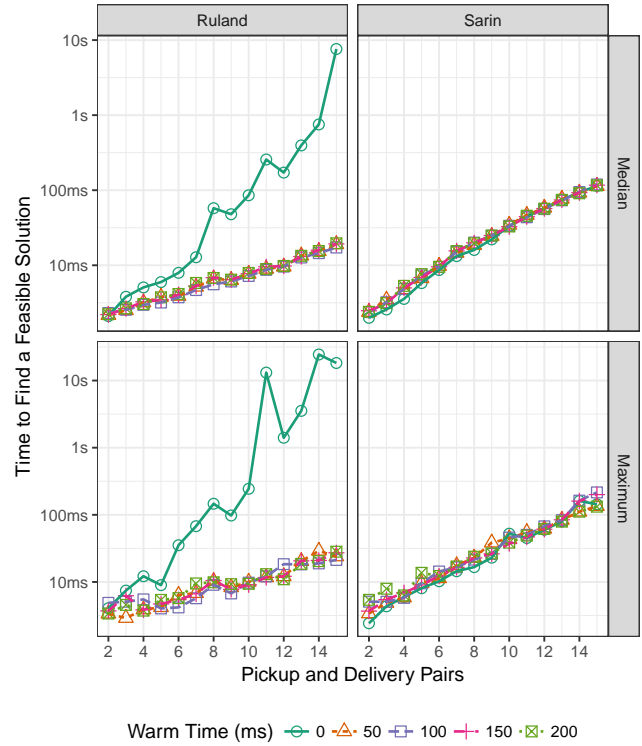 Ruland Sarin
10s
1s
100ms
10ms
Median
10s
1s
100ms
10ms
Maximum
Time to Find a Feasible Solution
2 4 6 8 10 12 14 2 4 6 8 10 12 14
Pickup and Delivery Pairs
Warm Time (ms) 0 50 100 150 200